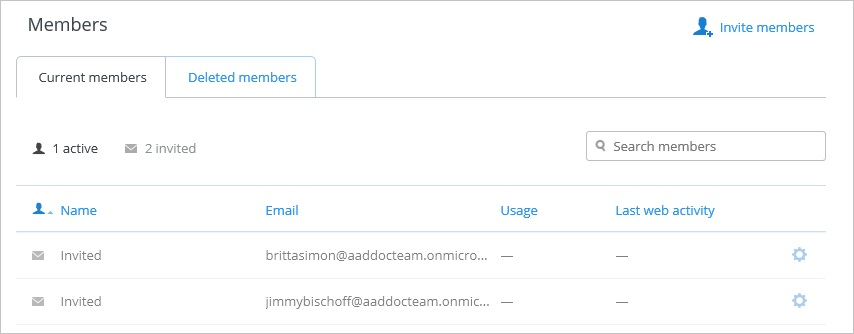 Members
Invite members
Current members
Deleted members
1 active
2 invited
Search members
Name Email Usage Last web activity
Invited brittasimon@aaddocteam.onmicro... — —
Invited jimmybischoff@aaddocteam.onmic... — —